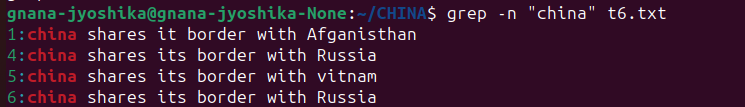 gnana-jyoshika@gnana-jyoshika-None:~/CHINA$ grep -n "china" t6.txt
1:china shares it border with Afganisthan
4:china shares its border with Russia
5:china shares its border with vitnam
6:china shares its border with Russia